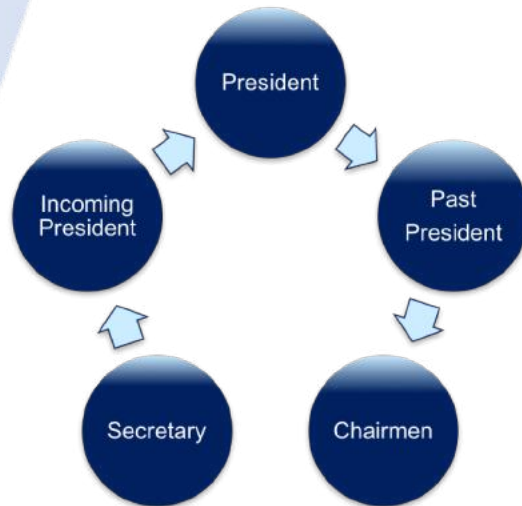 President
Incoming
President
Past
President
Secretary
Chairmen